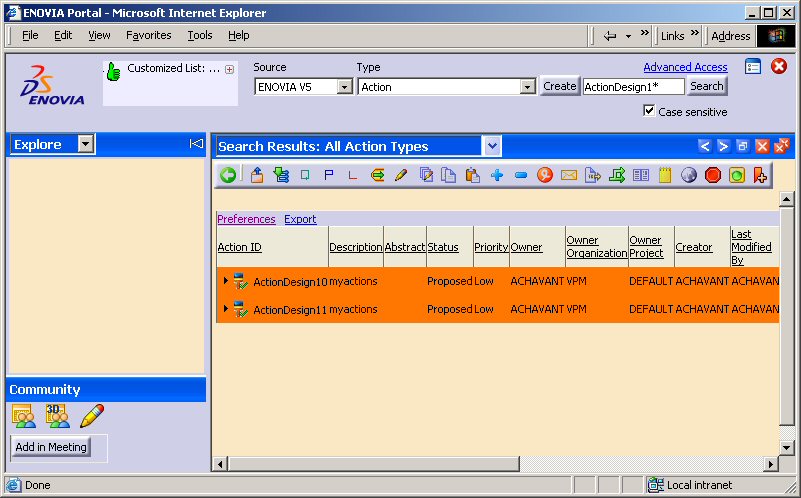 ENOVIA Portal - Microsoft Internet Explorer
File Edit View Favorites Tools Help
Links
Address
ENOVIA
Customized List: ...
Source
Type
Advanced Access
ENOVIA V5
Action
Create
ActionDesign1*
Search
Case sensitive
Explore
Search Results: All Action Types
Preferences Export
Action ID Description Abstract Status Priority Owner Owner Organization Owner Project Creator Last Modified By
ActionDesign10 myactions Proposed Low ACHAVANT VPM DEFAULT ACHAVANT ACHAVAN
ActionDesign11 myactions Proposed Low ACHAVANT VPM DEFAULT ACHAVANT ACHAVAN
Community
3D
Add in Meeting
Done
Local intranet